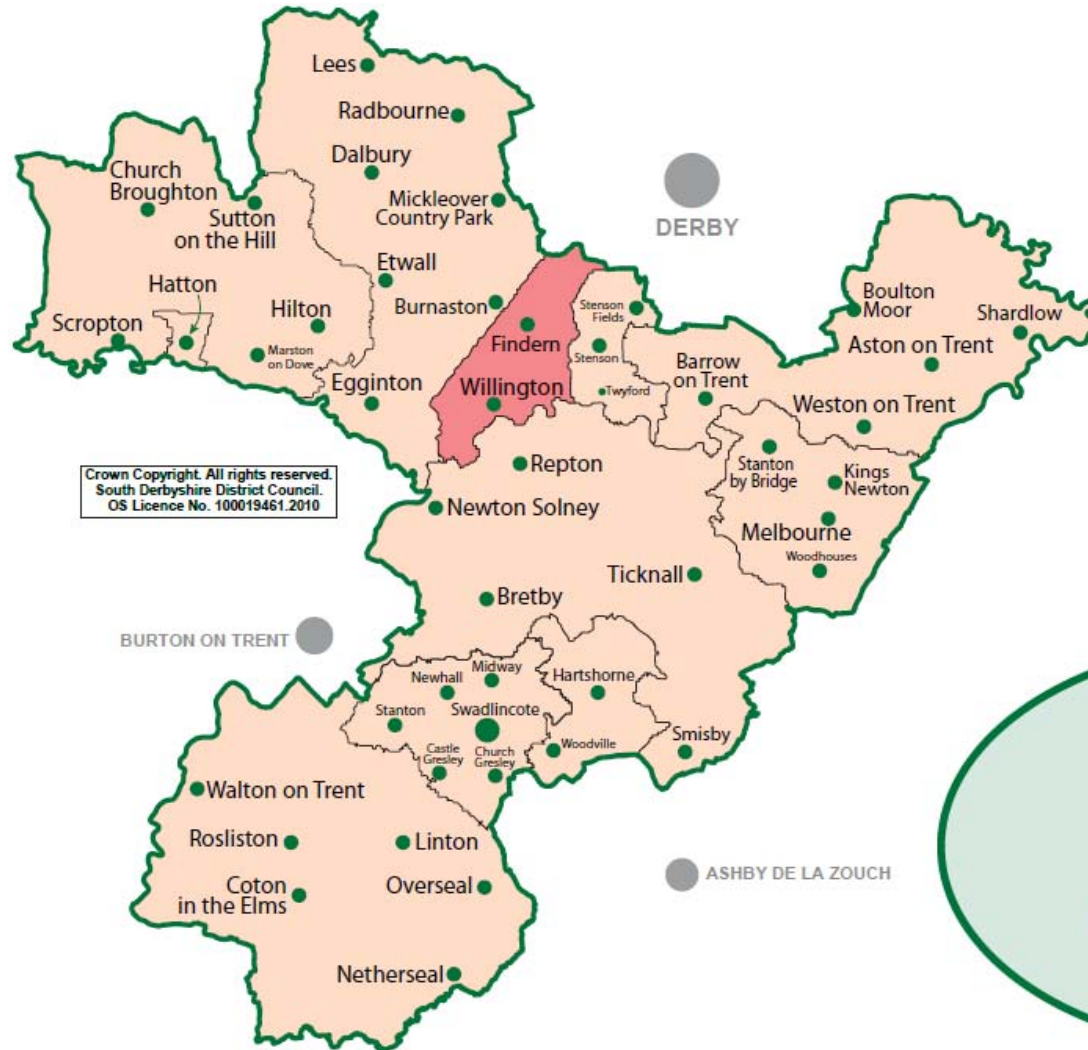 Lees
Radbourne
Dalbury
Church
Broughton
Mickleover
Country Park
Sutton
on the Hill
DERBY
Etwall
Hatton
Burnaston
Hilton
Scropton
Marston
on Dove
Egginton
Findern
Willington
Stenson
Fields
Stenson
Twyford
Boulton
Moor
Shardlow
Aston on Trent
Barrow
on Trent
Weston on Trent
Crown Copyright. All rights reserved.
South Derbyshire District Council.
OS Licence No. 100019461.2010
Repton
Stanton
by Bridge
Kings
Newton
Newton Solney
Melbourne
Woodhouses
Ticknall
Bretby
BURTON ON TRENT
Midway
Newhall
Hartshorne
Stanton
Swadlincote
Castle
Gresley
Church
Gresley
Woodville
Smisby
Walton on Trent
Rosliston
Linton
Coton
in the Elms
Overseal
ASHBY DE LA ZOUCH
Netherseal